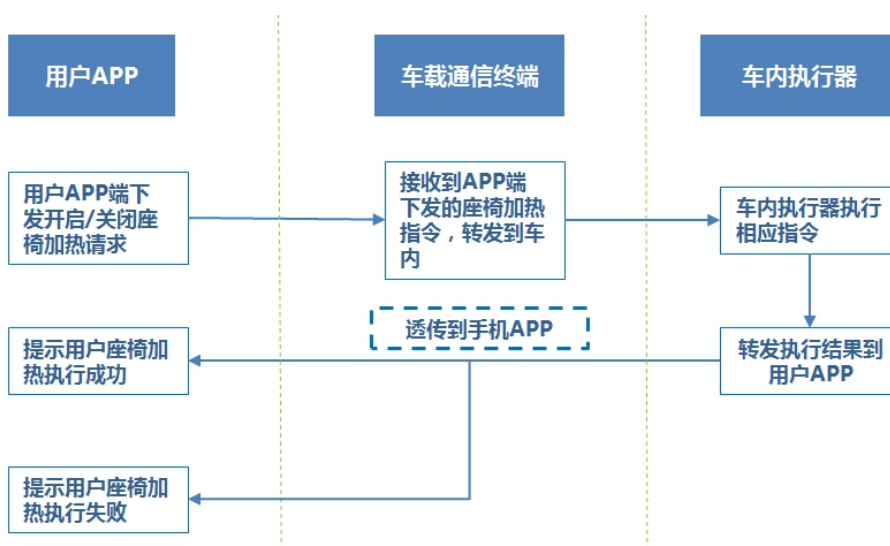 用户APP
车载通信终端
车内执行器
用户APP端下
发开启/关闭座
椅加热请求
接收到APP端
下发的座椅加热
指令，转发到车
内
车内执行器执行
相应指令
透传到手机APP
提示用户座椅加
热执行成功
转发执行结果到
用户APP
提示用户座椅加
热执行失败